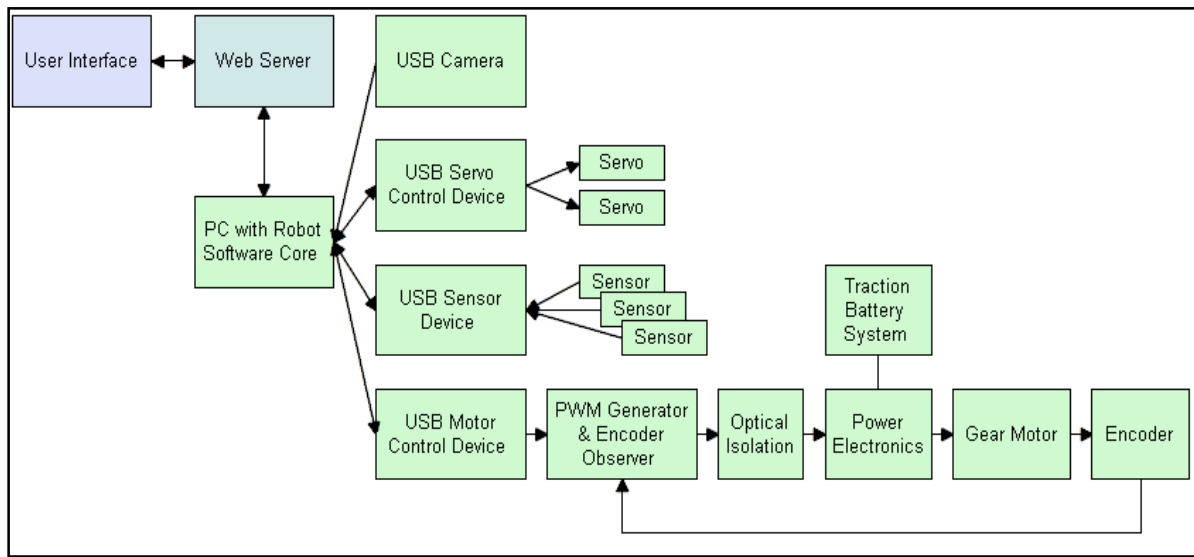 User Interface
Web Server
USB Camera
USB Servo
Control Device
Servo
Servo
PC with Robot
Software Core
USB Sensor
Device
Sensor
Sensor
Sensor
Traction
Battery
System
USB Motor
Control Device
PWM Generator
& Encoder
Observer
Optical
Isolation
Power
Electronics
Gear Motor
Encoder